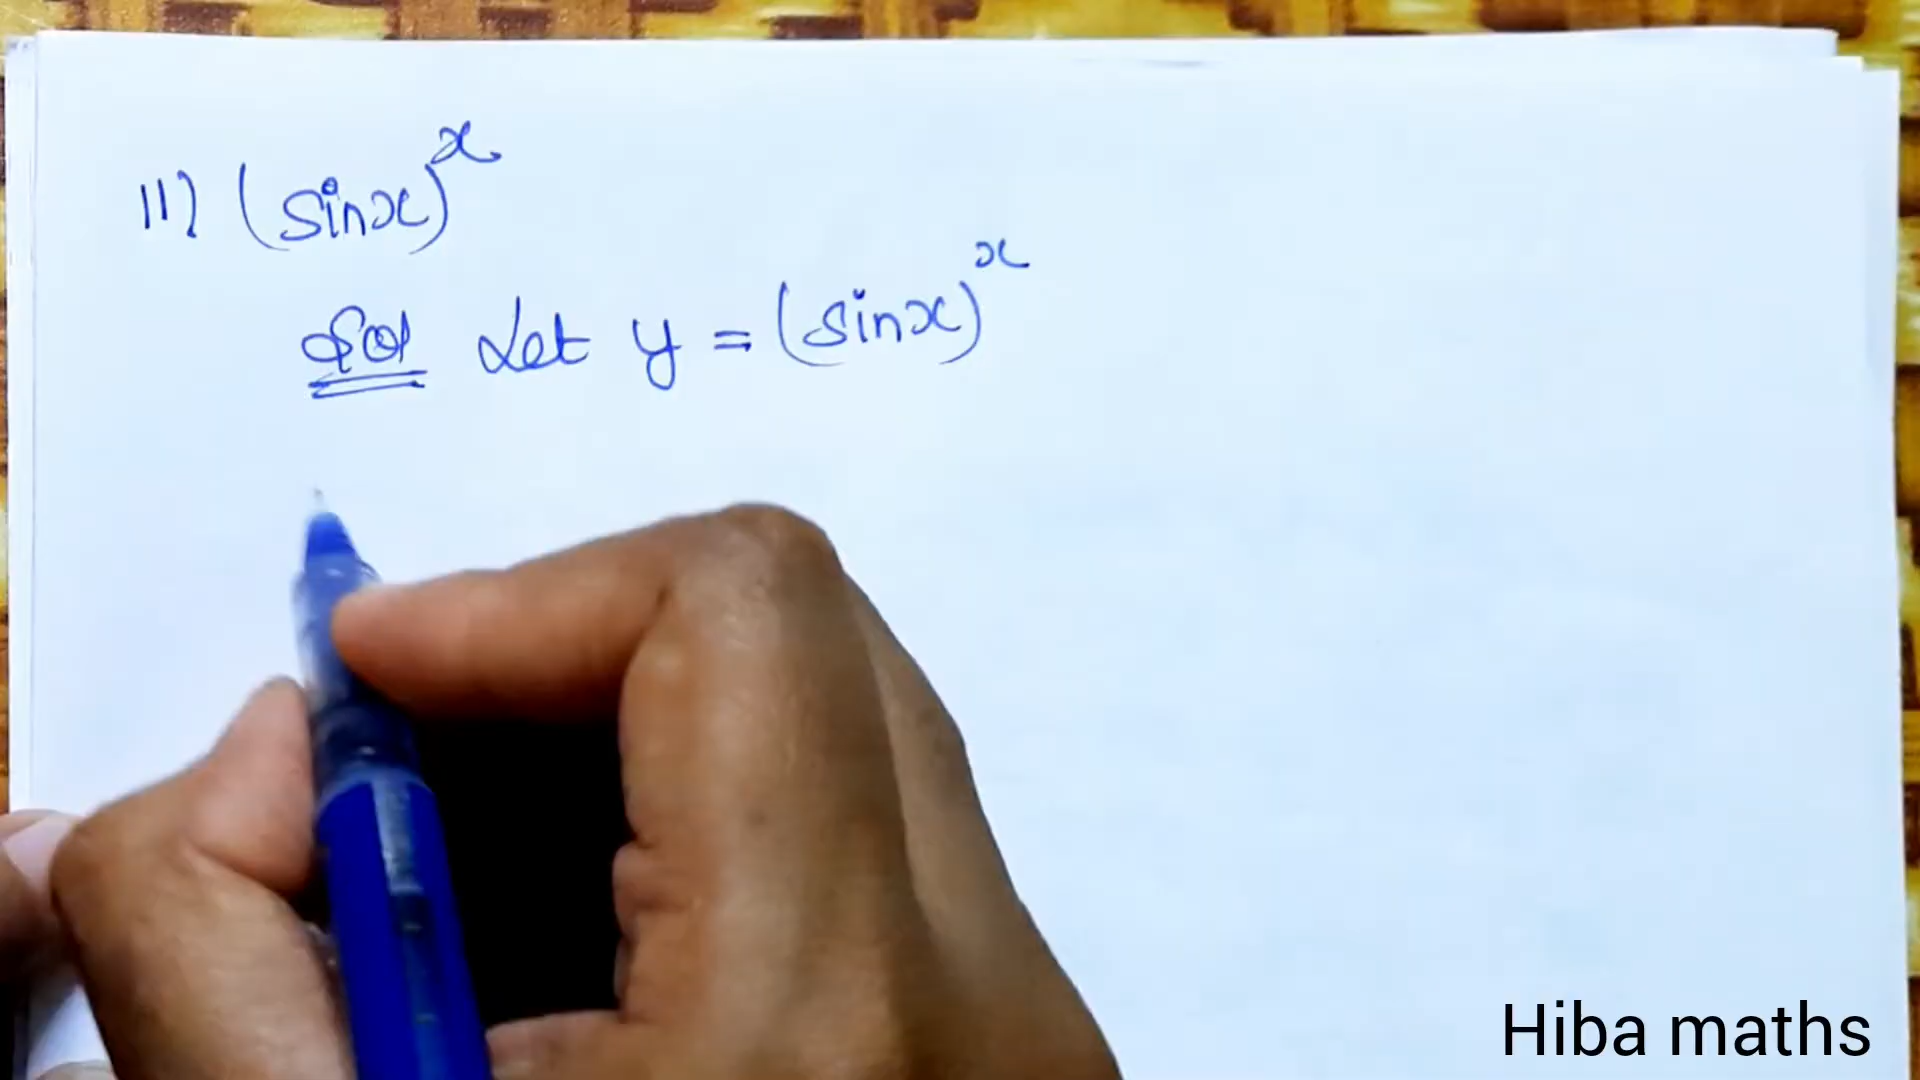 11) (sinx)^x
Sol Let y = (sinx)^x
Hiba maths